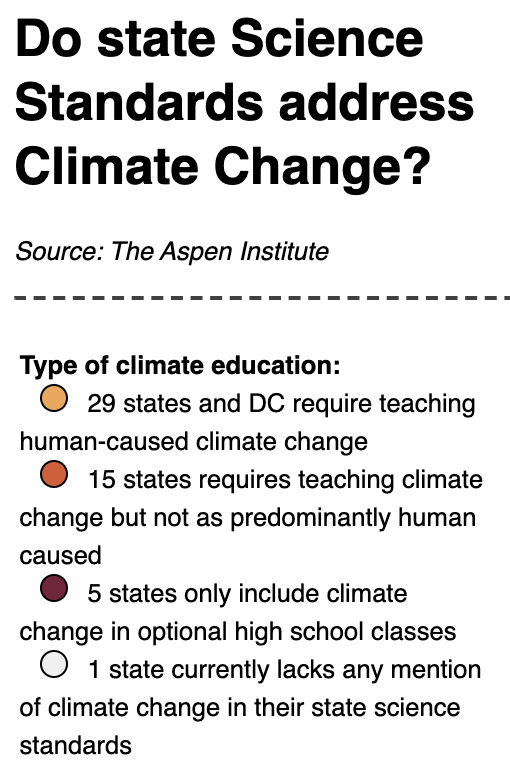 Do state Science
Standards address
Climate Change?
Source: The Aspen Institute
Type of climate education:
29 states and DC require teaching
human-caused climate change
15 states requires teaching climate
change but not as predominantly human
caused
5 states only include climate
change in optional high school classes
1 state currently lacks any mention
of climate change in their state science
standards